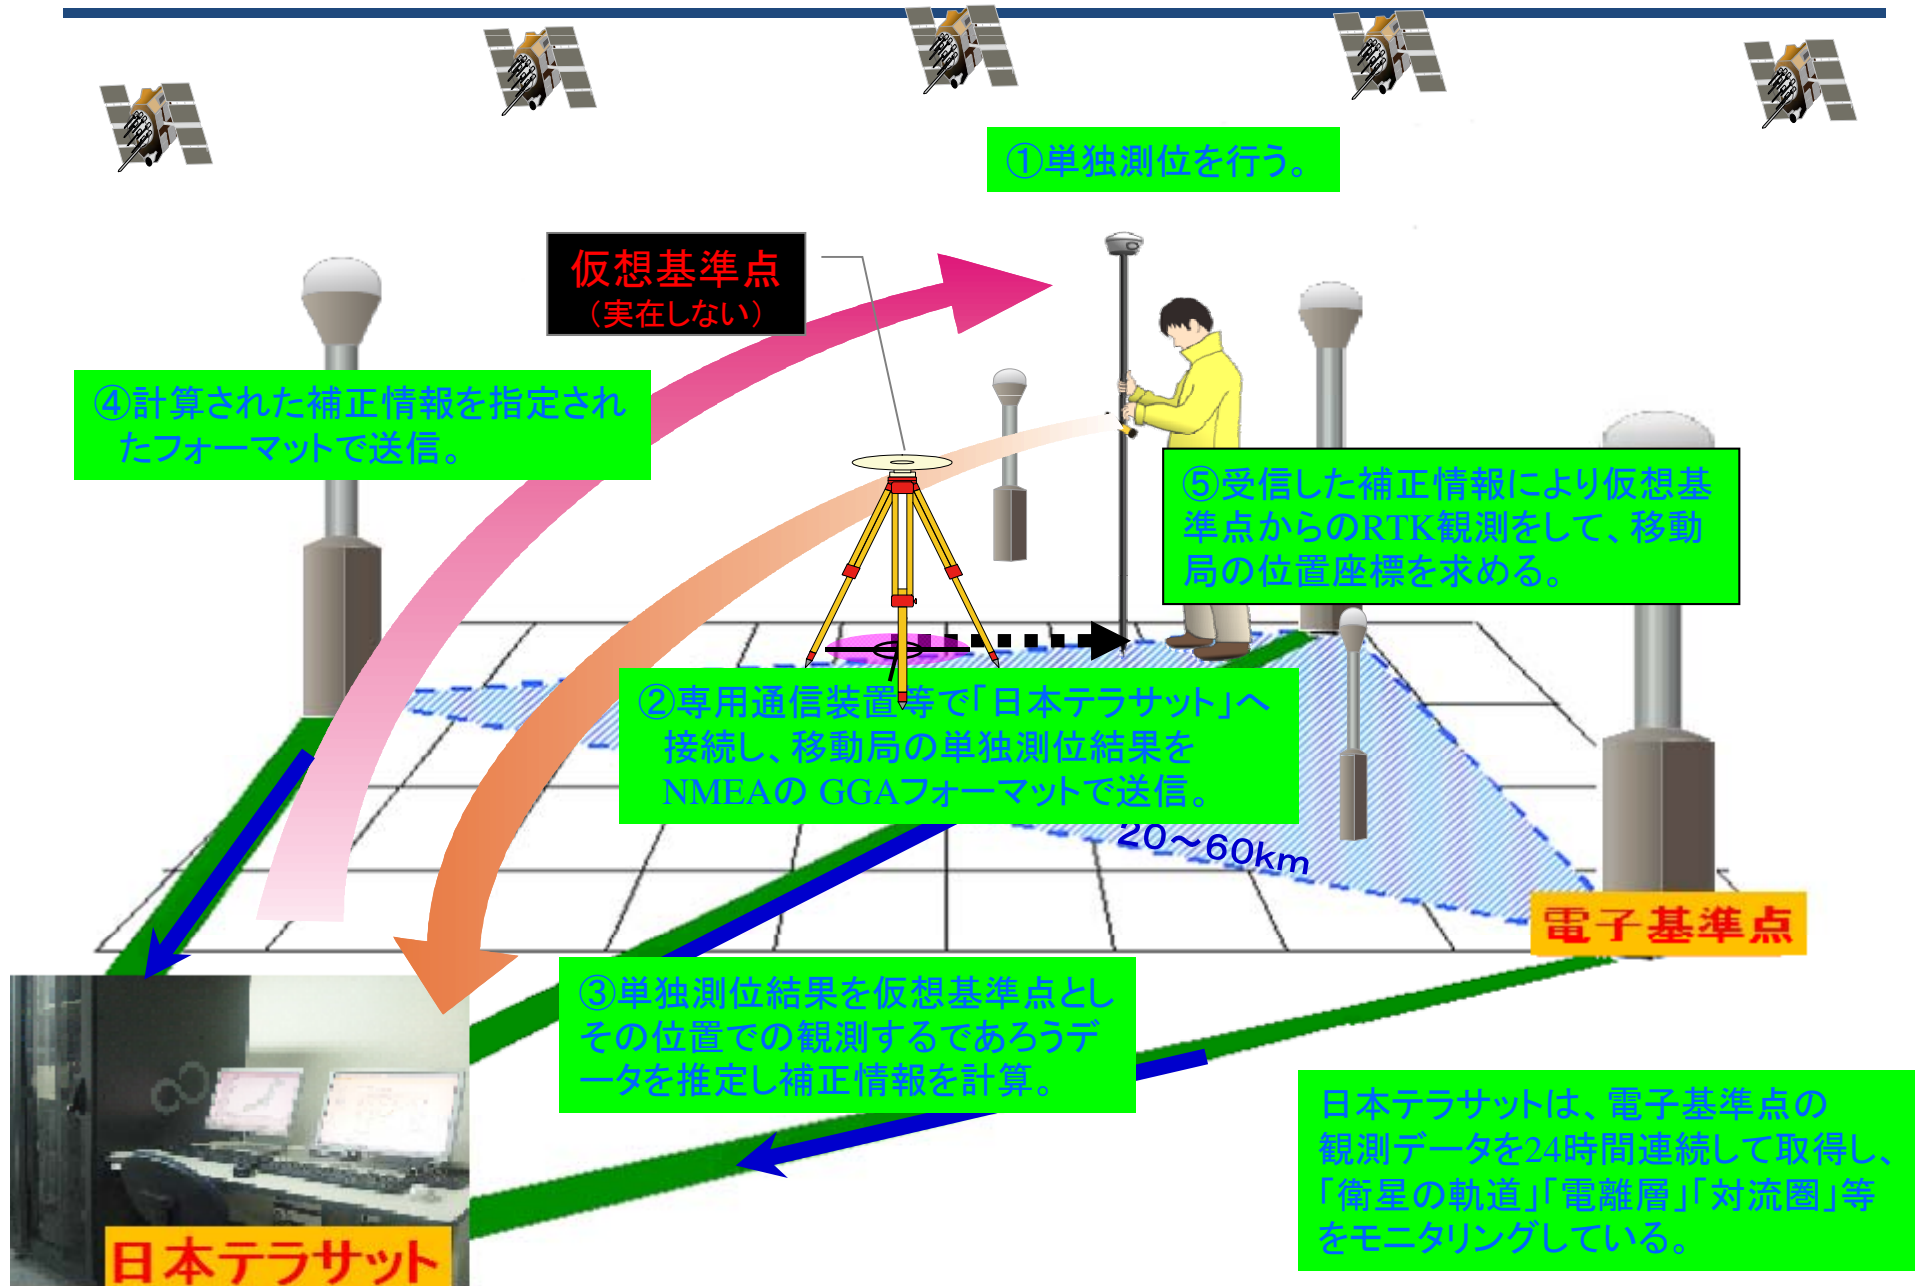 ①単独測位を行う。
仮想基準点
（実在しない）
④計算された補正情報を指定され
たフォーマットで送信。
⑤受信した補正情報により仮想基
準点からのRTK観測をして、移動
局の位置座標を求める。
②専用通信装置等で「日本テラサット」へ
接続し、移動局の単独測位結果を
NMEAの GGAフォーマットで送信。
20～60km
電子基準点
③単独測位結果を仮想基準点とし
その位置での観測するであろうデ
ータを推定し補正情報を計算。
日本テラサットは、電子基準点の
観測データを24時間連続して取得し、
「衛星の軌道」「電離層」「対流圏」等
をモニタリングしている。
日本テラサット